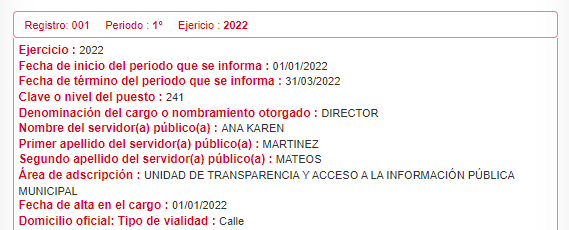 Registro: 001 Periodo : 1º Ejericio : 2022
Ejercicio : 2022
Fecha de inicio del periodo que se informa : 01/01/2022
Fecha de término del periodo que se informa : 31/03/2022
Clave o nivel del puesto : 241
Denominación del cargo o nombramiento otorgado : DIRECTOR
Nombre del servidor(a) público(a) : ANA KAREN
Primer apellido del servidor(a) público(a) : MARTINEZ
Segundo apellido del servidor(a) público(a) : MATEOS
Área de adscripción : UNIDAD DE TRANSPARENCIA Y ACCESO A LA INFORMACIÓN PÚBLICA
MUNICIPAL
Fecha de alta en el cargo : 01/01/2022
Domicilio oficial: Tipo de vialidad : Calle